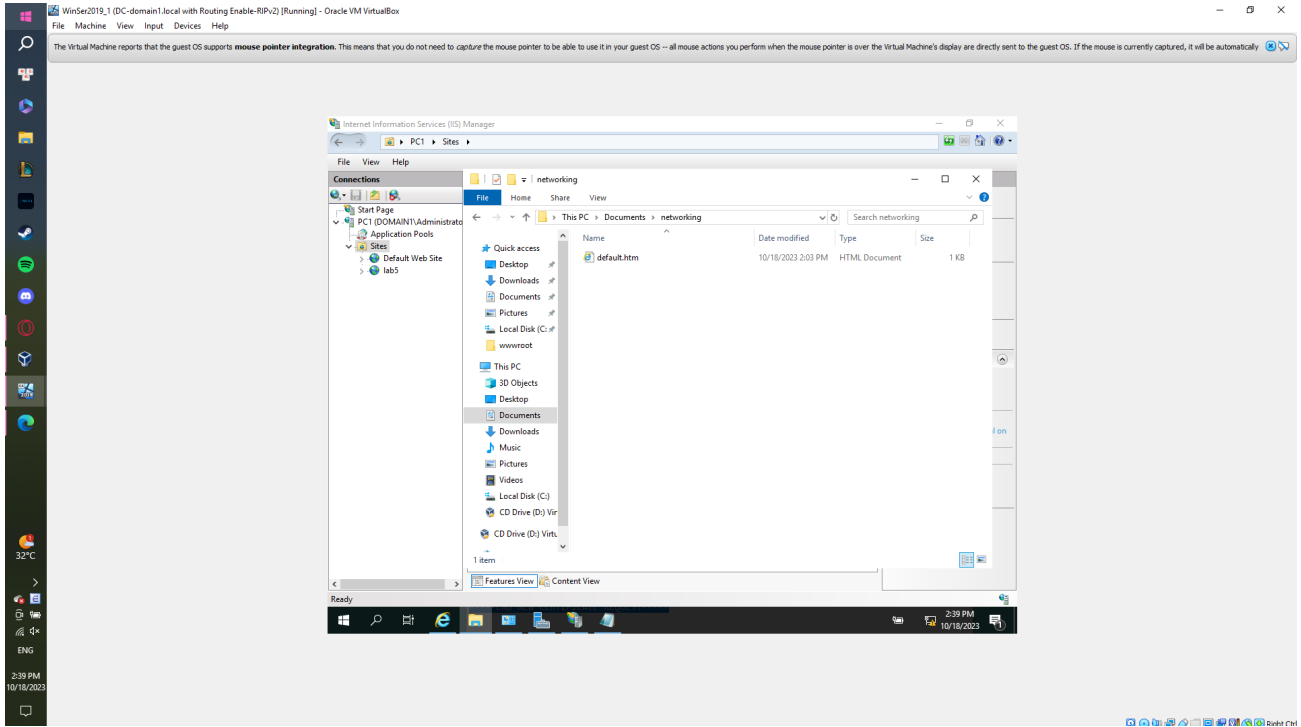 WinSer2019_1 (DC-domain1.local with Routing Enable-RIPv2) [Running] - Oracle VM VirtualBox
File Machine View Input Devices Help
The Virtual Machine reports that the guest OS supports mouse pointer integration. This means that you do not need to capture the mouse pointer to be able to use it in your guest OS -- all mouse actions you perform when the mouse pointer is over the Virtual Machine's display are directly sent to the guest OS. If the mouse is currently captured, it will be automatically
Internet Information Services (IIS) Manager
PC1 Sites
File View Help
Connections
Start Page
PC1 (DOMAIN1\Administrato
Application Pools
Sites
Default Web Site
lab5
networking
File Home Share View
This PC Documents networking
Search networking
Name Date modified Type Size
default.htm 10/18/2023 2:03 PM HTML Document 1 KB
Quick access
Desktop
Downloads
Documents
Pictures
Local Disk (C:
wwwroot
This PC
3D Objects
Desktop
Documents
Downloads
Music
Pictures
Videos
Local Disk (C:)
CD Drive (D:) Vir
CD Drive (D:) Virtu
1 item
l on
Features View Content View
Ready
2:39 PM
10/18/2023
32°C
ENG
2:39 PM
10/18/2023
Right Ctrl